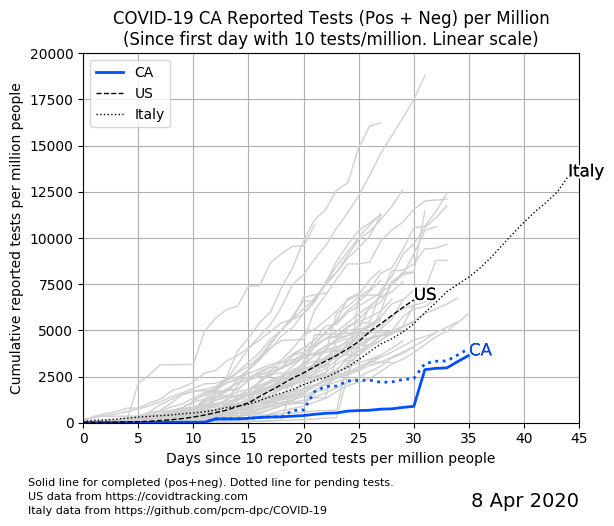 COVID-19 CA Reported Tests (Pos + Neg) per Million
(Since first day with 10 tests/million. Linear scale)
Cumulative reported tests per million people
20000
17500
15000
12500
10000
7500
5000
2500
0
CA
US
Italy
Italy
US
CA
0 5 10 15 20 25 30 35 40 45
Days since 10 reported tests per million people
Solid line for completed (pos+neg). Dotted line for pending tests.
US data from https://covidtracking.com
Italy data from https://github.com/pcm-dpc/COVID-19
8 Apr 2020